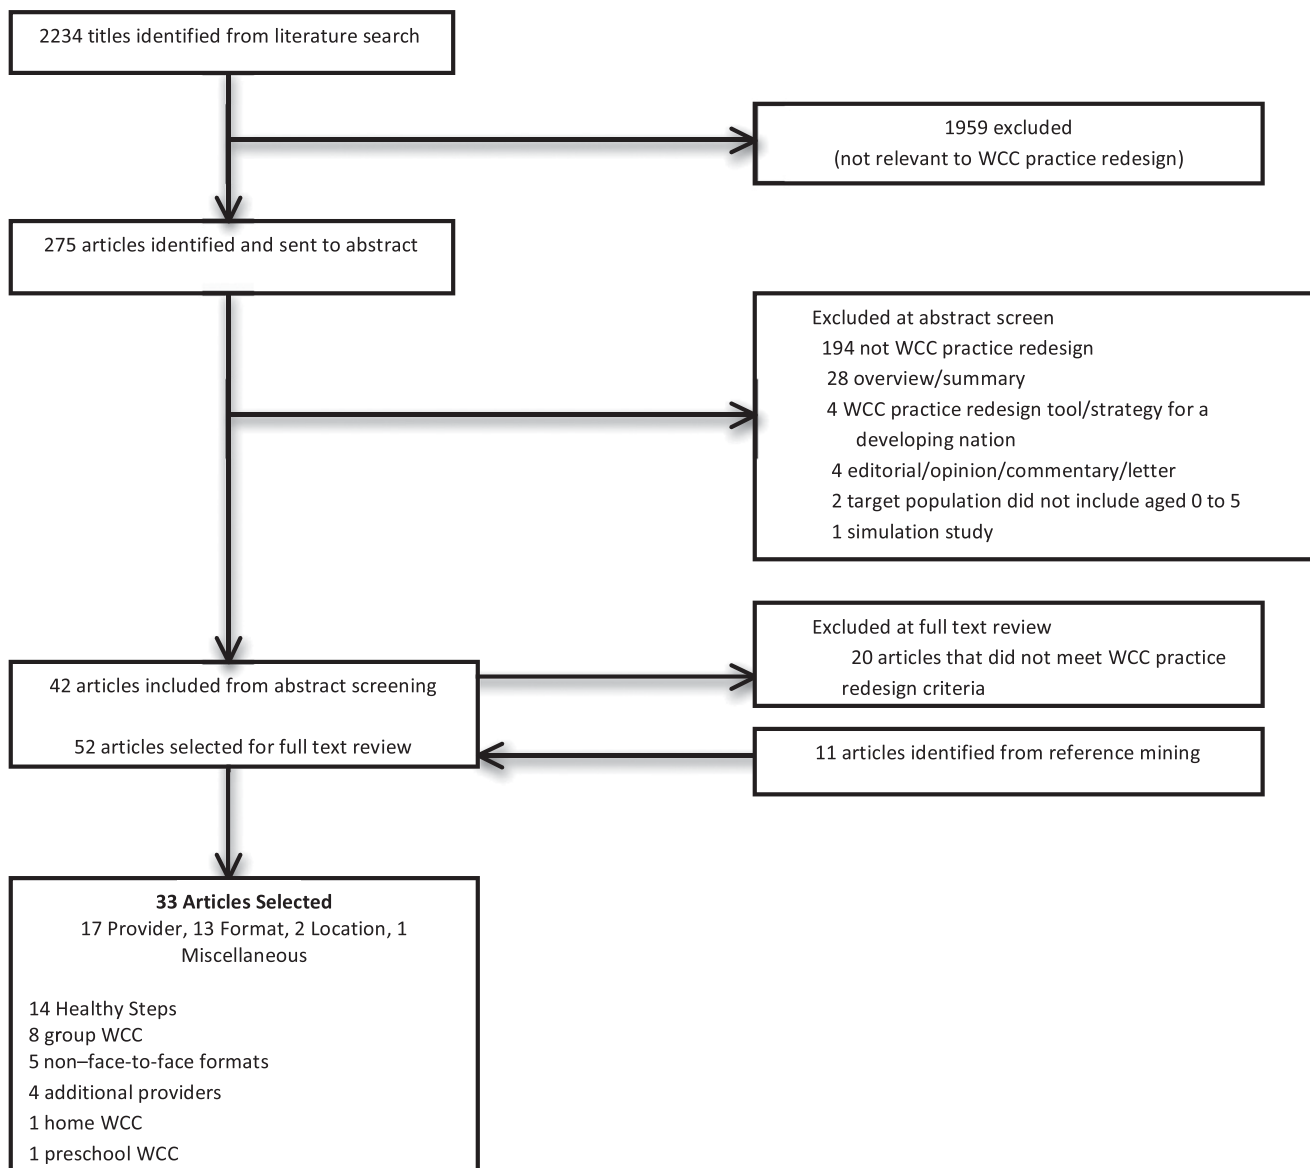 2234 titles identified from literature search
1959 excluded
(not relevant to WCC practice redesign)
275 articles identified and sent to abstract
Excluded at abstract screen
194 not WCC practice redesign
28 overview/summary
4 WCC practice redesign tool/strategy for a
developing nation
4 editorial/opinion/commentary/letter
2 target population did not include aged 0 to 5
1 simulation study
Excluded at full text review
20 articles that did not meet WCC practice
redesign criteria
42 articles included from abstract screening
52 articles selected for full text review
11 articles identified from reference mining
33 Articles Selected
17 Provider, 13 Format, 2 Location, 1
Miscellaneous
14 Healthy Steps
8 group WCC
5 non–face-to-face formats
4 additional providers
1 home WCC
1 preschool WCC